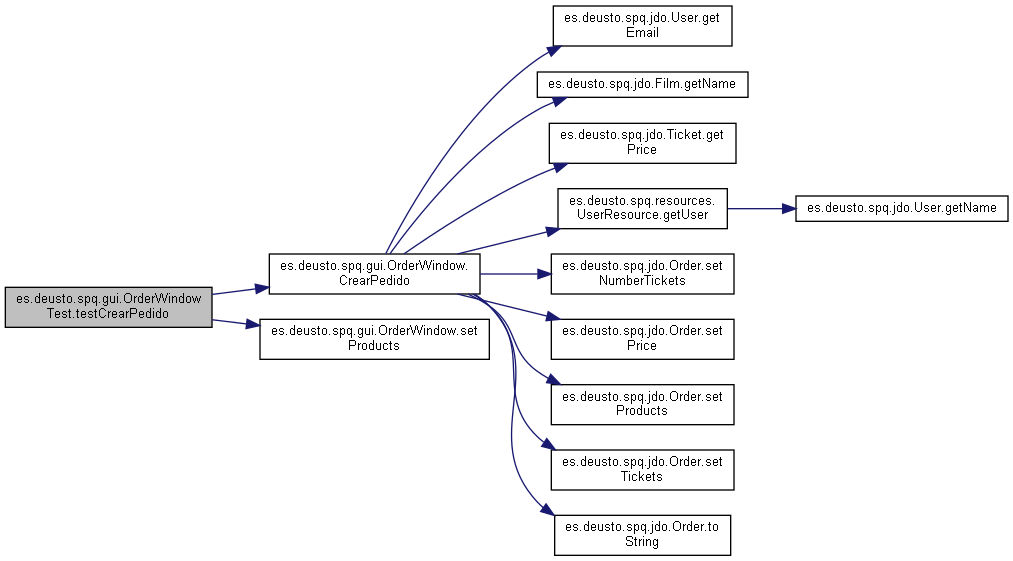 es.deusto.spq.jdo.User.get
Email
es.deusto.spq.jdo.Film.getName
es.deusto.spq.jdo.Ticket.get
Price
es.deusto.spq.resources.
UserResource.getUser
es.deusto.spq.jdo.User.getName
es.deusto.spq.gui.OrderWindow.
CrearPedido
es.deusto.spq.jdo.Order.set
NumberTickets
es.deusto.spq.gui.OrderWindow
Test.testCrearPedido
es.deusto.spq.gui.OrderWindow.set
Products
es.deusto.spq.jdo.Order.set
Price
es.deusto.spq.jdo.Order.set
Products
es.deusto.spq.jdo.Order.set
Tickets
es.deusto.spq.jdo.Order.to
String